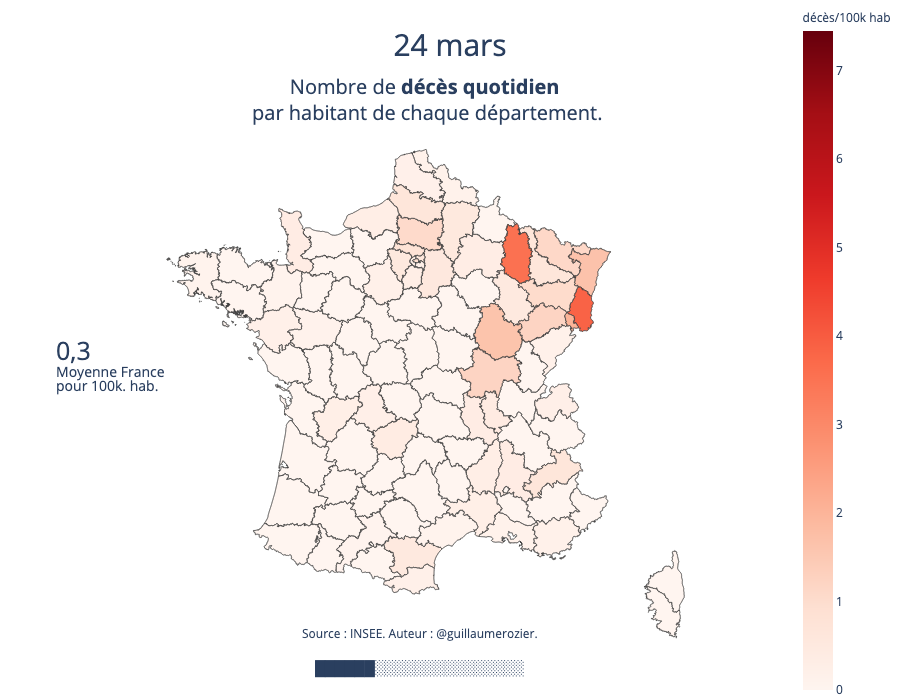 décès/100k hab
24 mars
Nombre de décès quotidien
par habitant de chaque département.
7
6
5
4
3
2
1
0
0,3
Moyenne France
pour 100k. hab.
Source : INSEE. Auteur : @guillaumerozier.